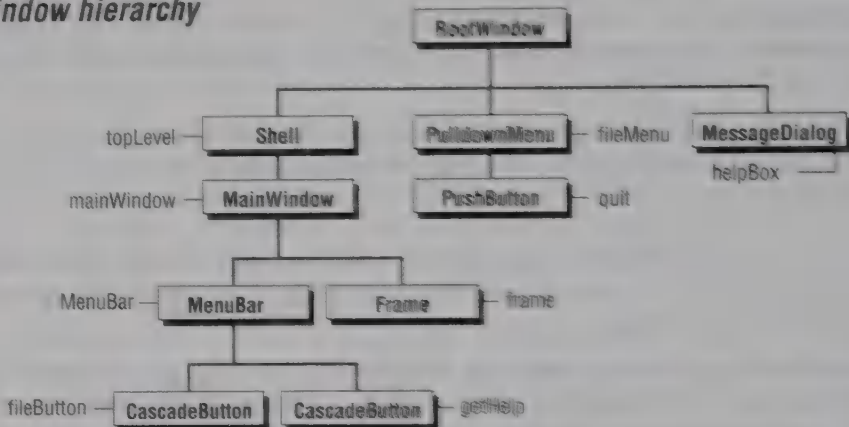 ndow hierarchy
RootWindow
topLevel Shell PulldownMenu fileMenu MessageDialog
helpBox
mainWindow MainWindow PushButton quit
MenuBar MenuBar Frame frame
fileButton CascadeButton CascadeButton getHelp